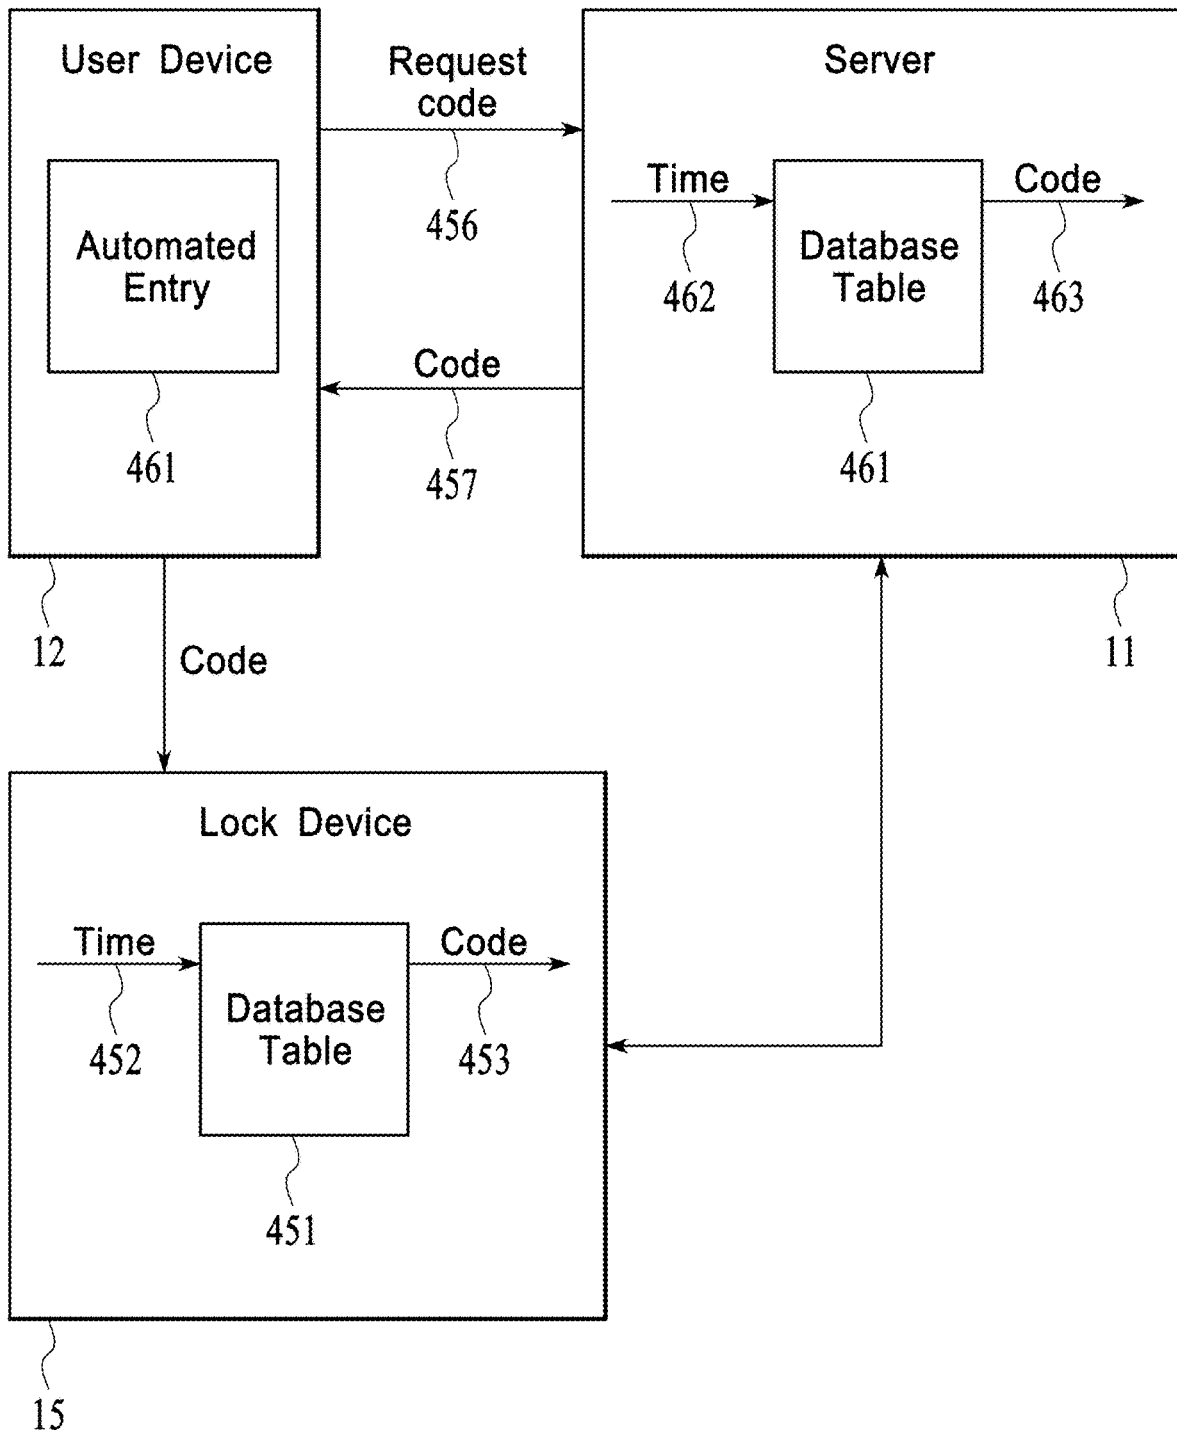 User Device
Request
code
Server
456
Automated
Entry
461
Time
462
Database
Table
Code
463
461
Code
457
12
Code
11
Lock Device
Time
452
Database
Table
Code
453
451
15